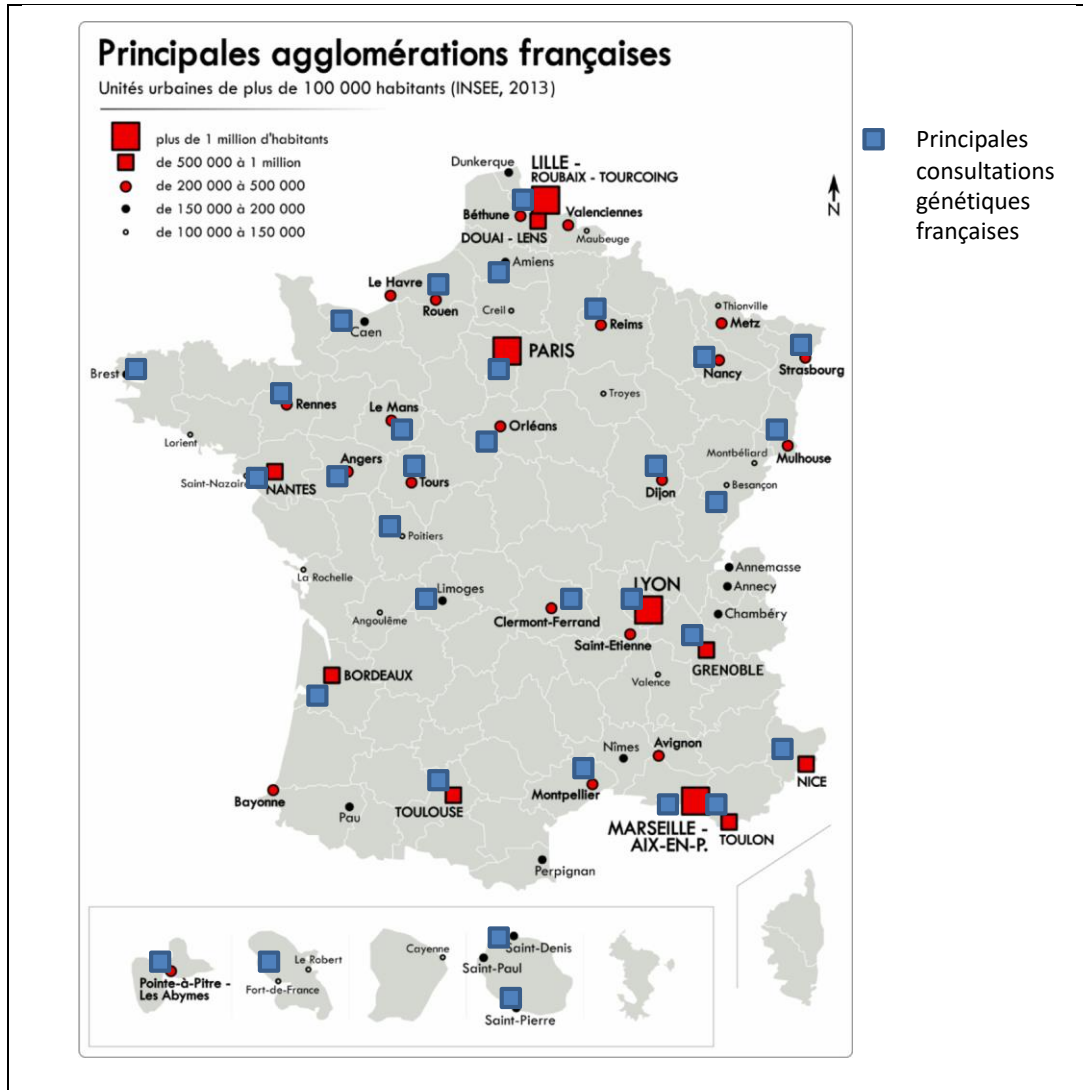 Principales agglomérations françaises
Unités urbaines de plus de 100 000 habitants (INSEE, 2013)
plus de 1 million d'habitants
de 500 000 à 1 million
de 200 000 à 500 000
de 150 000 à 200 000
de 100 000 à 150 000
Principales
consultations
génétiques
françaises
N
Dunkerque
LILLE -
ROUBAIX - TOURCOING
Béthune
Valenciennes
DOUAI - LENS
Maubeuge
Amiens
Le Havre
Rouen
Creil
Reims
Thionville
Metz
Caen
PARIS
Nancy
Strasbourg
Brest
Rennes
Le Mans
Troyes
Orléans
Lorient
Mulhouse
Montbéliard
Saint-Nazaire
NANTES
Angers
Tours
Dijon
Besançon
Poitiers
La Rochelle
Limoges
Angoulême
Clermont-Ferrand
LYON
Annemasse
Annecy
Chambéry
Saint-Etienne
GRENOBLE
BORDEAUX
Valence
Nîmes
Avignon
NICE
Bayonne
Pau
TOULOUSE
Montpellier
MARSEILLE -
AIX-EN-P.
TOULON
Perpignan
Pointe-à-Pitre -
Les Abymes
Le Robert
Fort-de-France
Cayenne
Saint-Denis
Saint-Paul
Saint-Pierre